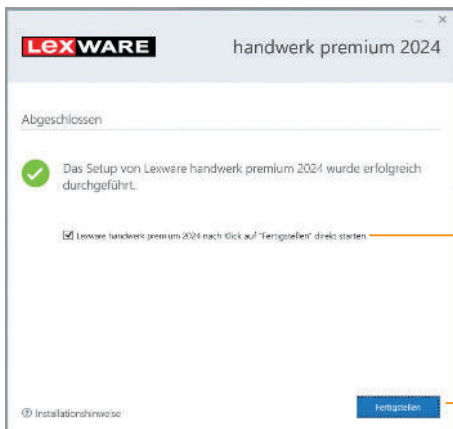 LEXWARE
handwerk premium 2024
Abgeschlossen
Das Setup von Lexware handwerk premium 2024 wurde erfolgreich
durchgeführt.
Lexware handwerk premium 2024 nach Klick auf "Fertigstellen" direkt starten.
Installationshinweise
Fertigstellen